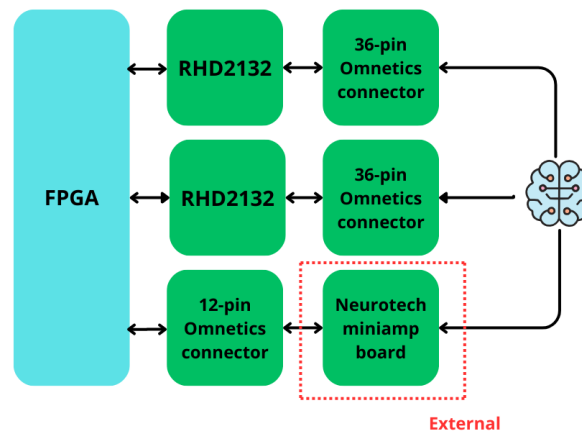 FPGA
RHD2132
36-pin
Omnetics
connector
RHD2132
36-pin
Omnetics
connector
12-pin
Omnetics
connector
Neurotech
miniamp
board
External